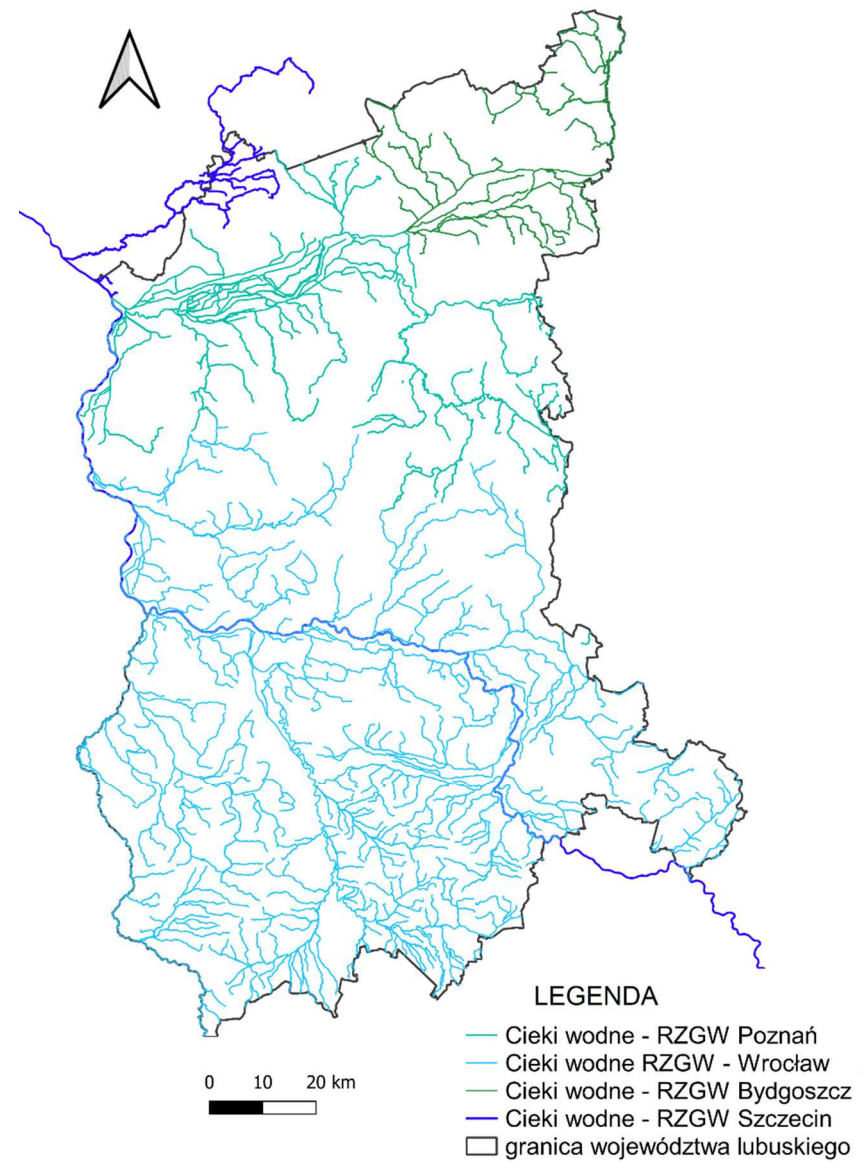 LEGENDA
Cieki wodne - RZGW Poznań
Cieki wodne RZGW - Wrocław
Cieki wodne - RZGW Bydgoszcz
Cieki wodne - RZGW Szczecin
granica województwa lubuskiego
0 10 20 km